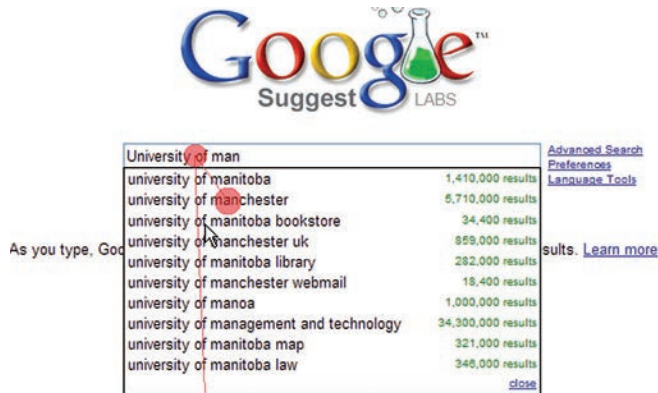 Google™
Suggest LABS
University of man
Advanced Search
Preferences
Language Tools
university of manitoba 1,410,000 results
university of manchester 5,710,000 results
university of manitoba bookstore 34,400 results
university of manchester uk 859,000 results
As you type, Goo sults. Learn more
university of manitoba library 282,000 results
university of manchester webmail 18,400 results
university of manoa 1,000,000 results
university of management and technology 34,300,000 results
university of manitoba map 321,000 results
university of manitoba law 346,000 results
close